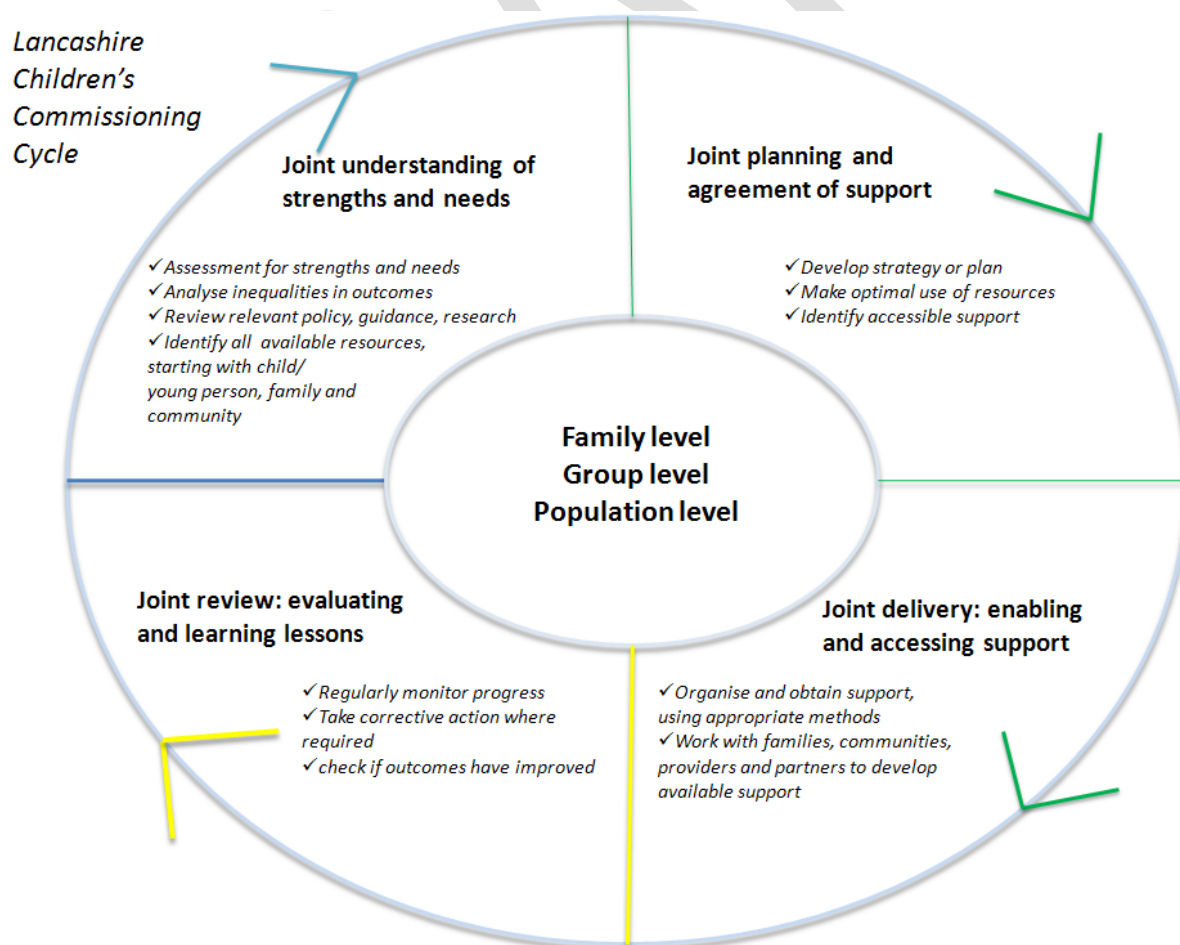 Lancashire
Children's
Commissioning
Cycle
Joint understanding of
strengths and needs
✓Assessment for strengths and needs
✓Analyse inequalities in outcomes
✓Review relevant policy, guidance, research
✓Identify all  available resources,
starting with child/
young person, family and
community
Joint planning and
agreement of support
✓Develop strategy or plan
✓Make optimal use of resources
✓Identify accessible support
Family level
Group level
Population level
Joint review: evaluating
and learning lessons
✓Regularly monitor progress
✓Take corrective action where
required
✓check if outcomes have improved
Joint delivery: enabling
and accessing support
✓Organise and obtain support,
using appropriate methods
✓Work with families, communities,
providers and partners to develop
available support